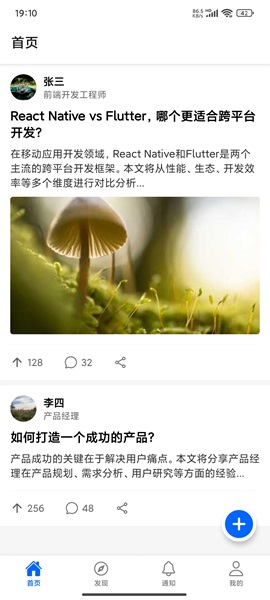 19:10
86.5 KB/s
HD
42
首页
张三
前端开发工程师
React Native vs Flutter，哪个更适合跨平台
开发？
在移动应用开发领域，React Native和Flutter是两个
主流的跨平台开发框架。本文将从性能、生态、开发效
率等多个维度进行对比分析...
128
32
李四
产品经理
如何打造一个成功的产品？
产品成功的关键在于解决用户痛点。本文将分享产品经
理在产品规划、需求分析、用户研究等方面的经验...
256
48
首页
发现
通知
我的